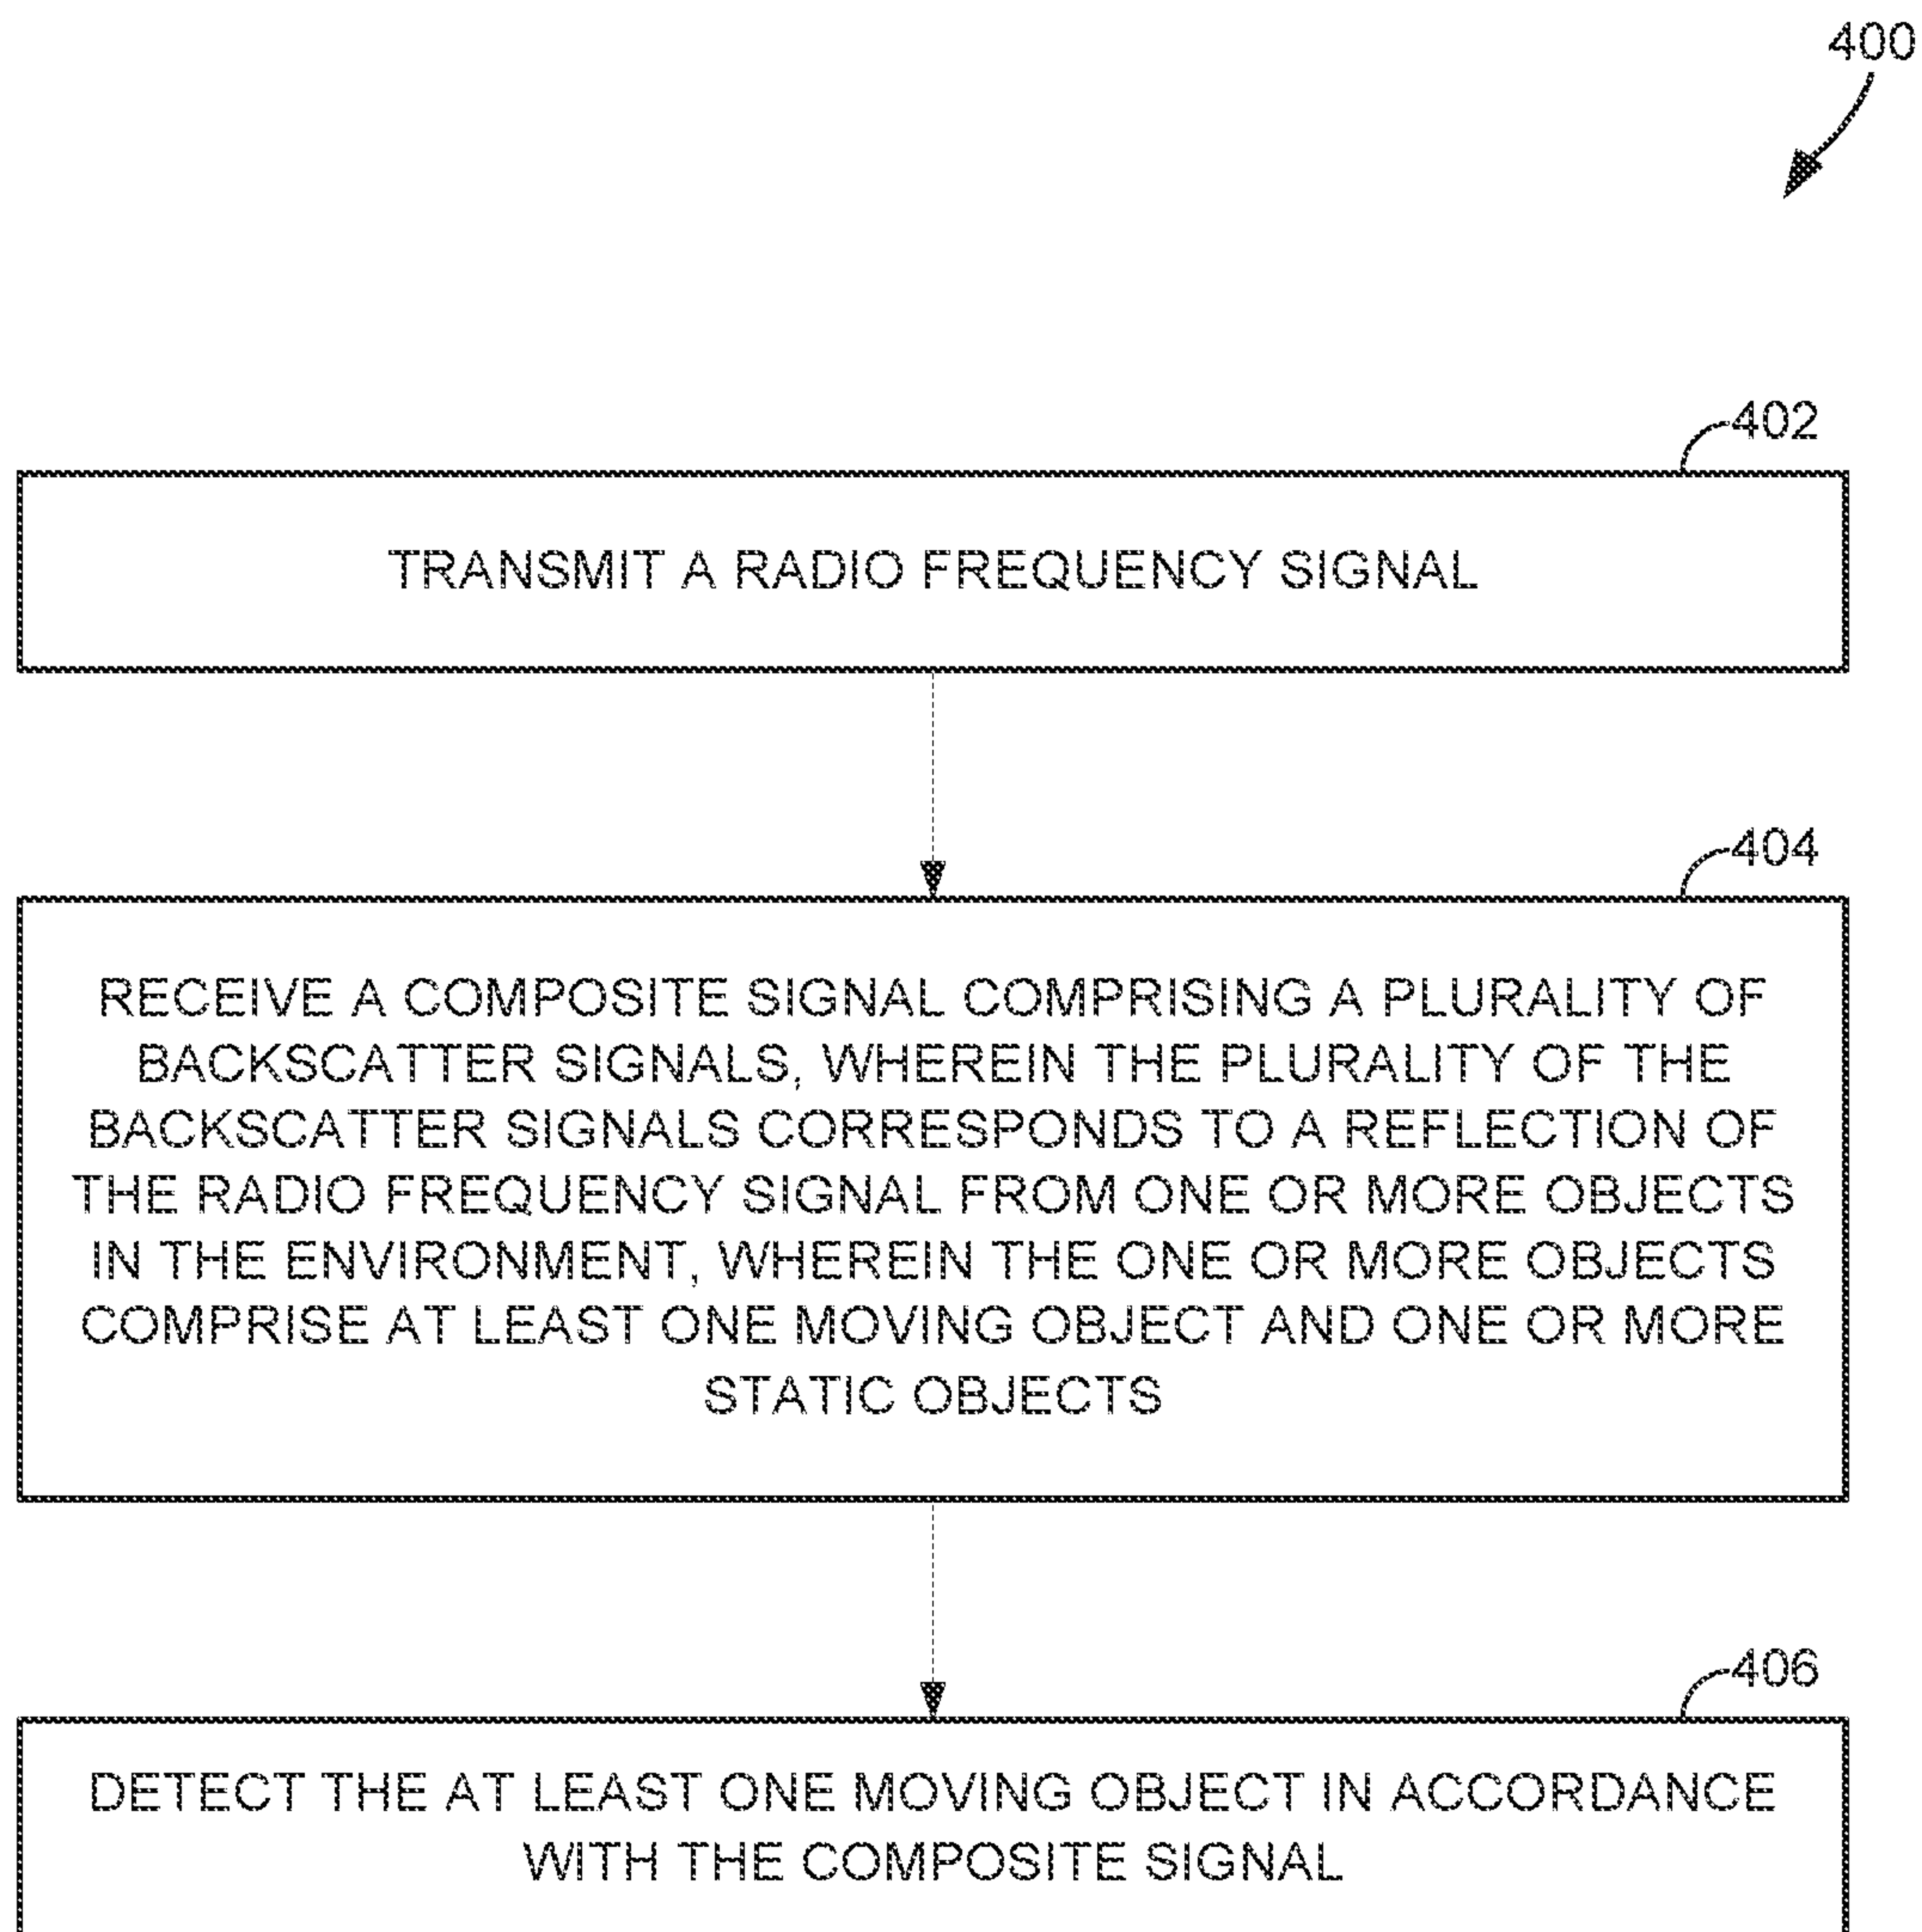 400
402
TRANSMIT A RADIO FREQUENCY SIGNAL
404
RECEIVE A COMPOSITE SIGNAL COMPRISING A PLURALITY OF
BACKSCATTER SIGNALS, WHEREIN THE PLURALITY OF THE
BACKSCATTER SIGNALS CORRESPONDS TO A REFLECTION OF
THE RADIO FREQUENCY SIGNAL FROM ONE OR MORE OBJECTS
IN THE ENVIRONMENT, WHEREIN THE ONE OR MORE OBJECTS
COMPRISE AT LEAST ONE MOVING OBJECT AND ONE OR MORE
STATIC OBJECTS
406
DETECT THE AT LEAST ONE MOVING OBJECT IN ACCORDANCE
WITH THE COMPOSITE SIGNAL